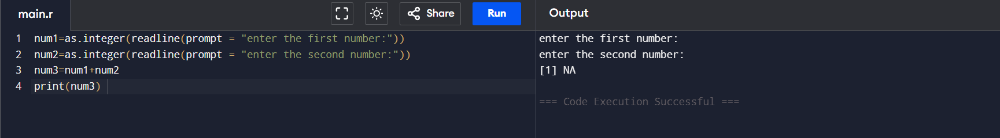 main.r
Share
Run
Output
1 num1=as.integer(readline(prompt = "enter the first number:"))
2 num2=as.integer(readline(prompt = "enter the second number:"))
3 num3=num1+num2
4 print(num3)
enter the first number:
enter the second number:
[1] NA
=== Code Execution Successful ===